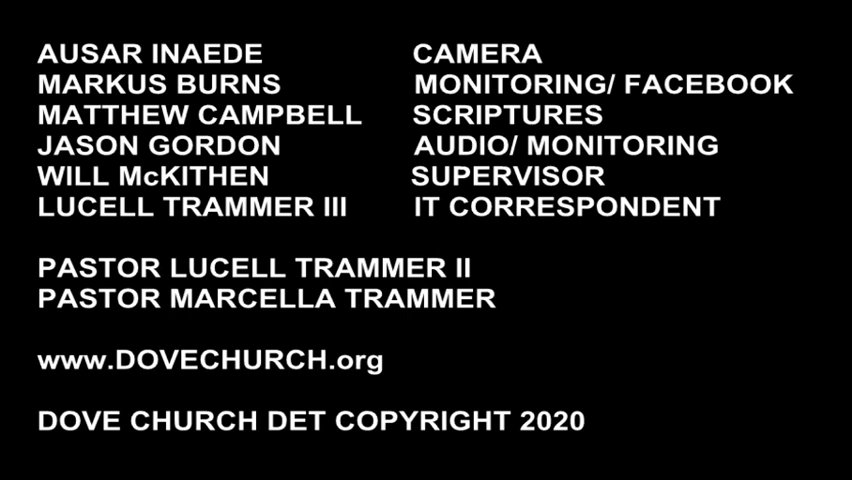 AUSAR INAEDE CAMERA
MARKUS BURNS MONITORING/ FACEBOOK
MATTHEW CAMPBELL SCRIPTURES
JASON GORDON AUDIO/ MONITORING
WILL McKITHEN SUPERVISOR
LUCELL TRAMMER III IT CORRESPONDENT
PASTOR LUCELL TRAMMER II
PASTOR MARCELLA TRAMMER
www.DOVECHURCH.org
DOVE CHURCH DET COPYRIGHT 2020